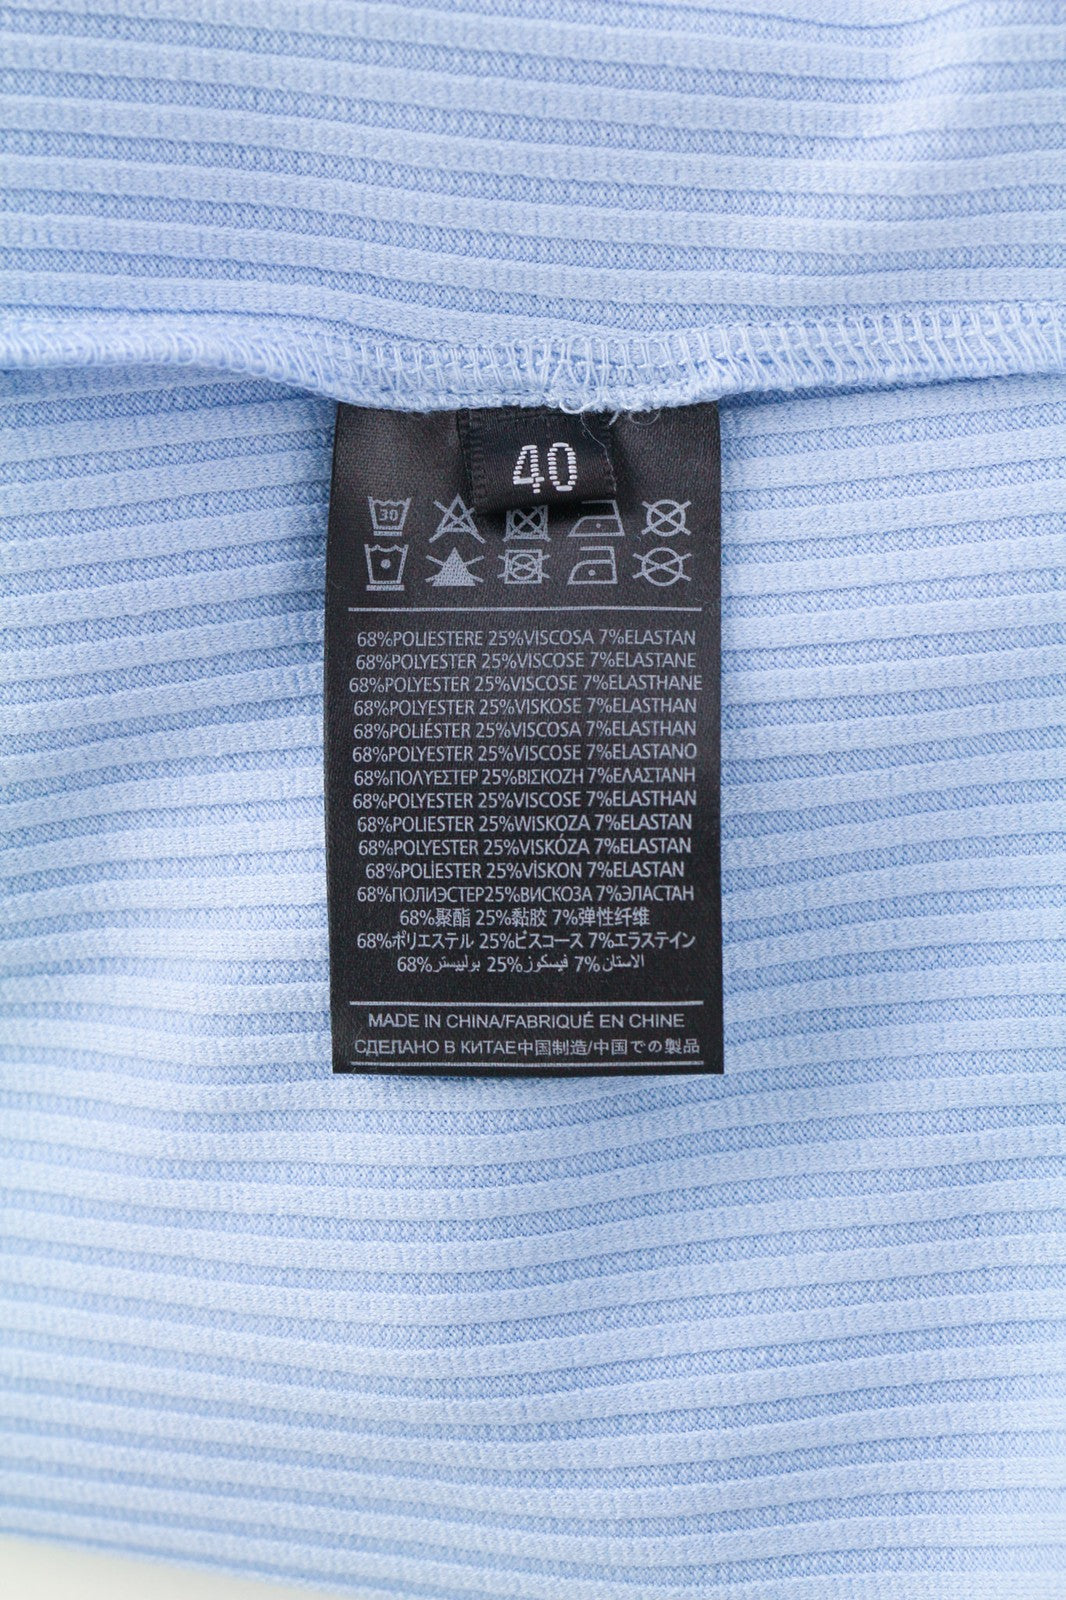 40
30
68%POLIESTERE 25%VISCOSA 7%ELASTAN
68%POLYESTER 25%VISCOSE 7%ELASTANE
68%POLYESTER 25%VISCOSE 7%ELASTHANE
68%POLYESTER 25%VISKOSE 7%ELASTHAN
68%POLIÉSTER 25%VISCOSA 7%ELASTHAN
68%POLYESTER 25%VISCOSE 7%ELASTANO
68%ΠΟΛΥΕΣΤΕΡ 25%ΒΙΣΚΟΖΗ 7%ΕΛΑΣΤΑΝΗ
68%POLYESTER 25%VISCOSE 7%ELASTHAN
68%POLIESTER 25%WiSKOZA 7%ELASTAN
68%POLYESTER 25%VISKÓZA 7%ELASTAN
68%POLİESTER 25%VİSKON 7%ELASTAN
68%ПОЛИЭСТЕР25%ВИСКОЗА 7%ЭЛАСТАН
68%聚酯 25%黏胶 7%弹性纤维
68%ポリエステル 25%ビスコース 7%エラステイン
68%بوليبستر 25%فيسكوز 7%الاستان
MADE IN CHINA/FABRIQUÉ EN CHINE
СДЕЛАНО В КИТАЕ中国制造/中国での製品